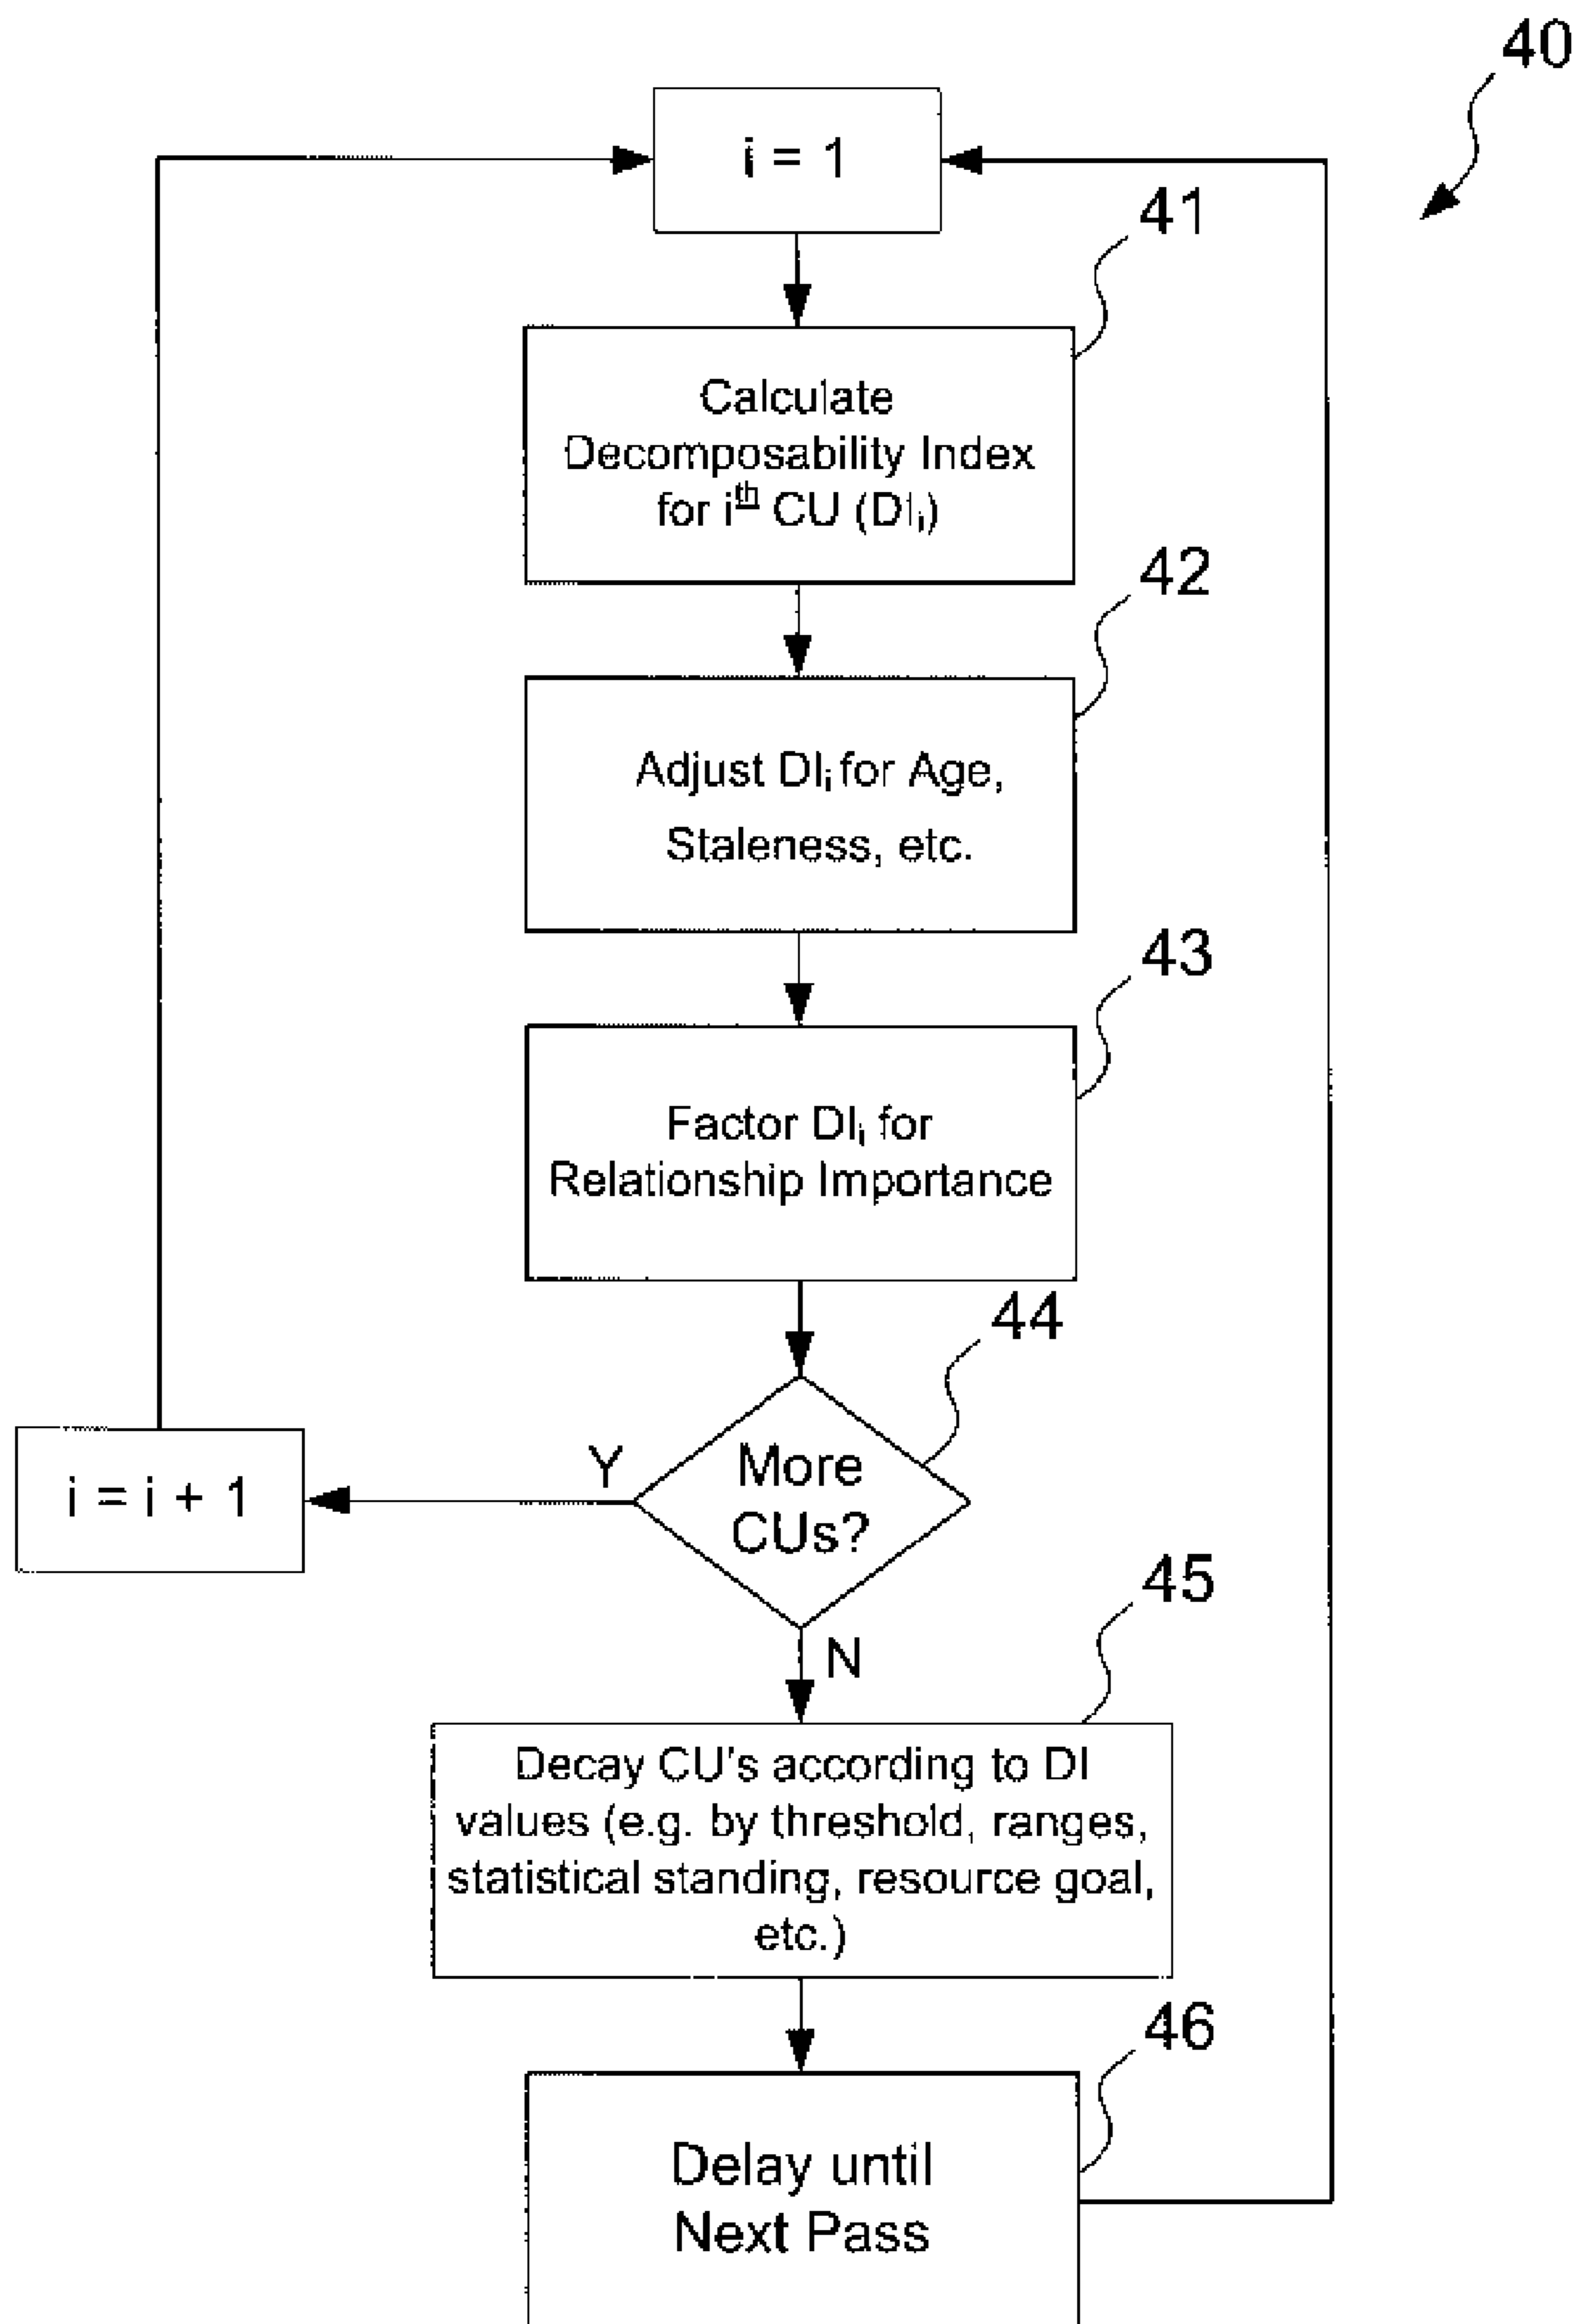 40
i = 1
41
Calculate
Decomposability Index
for iᵗʰ CU (DIᵢ)
42
Adjust DIᵢ for Age,
Staleness, etc.
43
Factor DIᵢ for
Relationship Importance
44
More
CUs?
Y
i = i + 1
N
45
Decay CU's according to DI
values (e.g. by threshold, ranges,
statistical standing, resource goal,
etc.)
46
Delay until
Next Pass